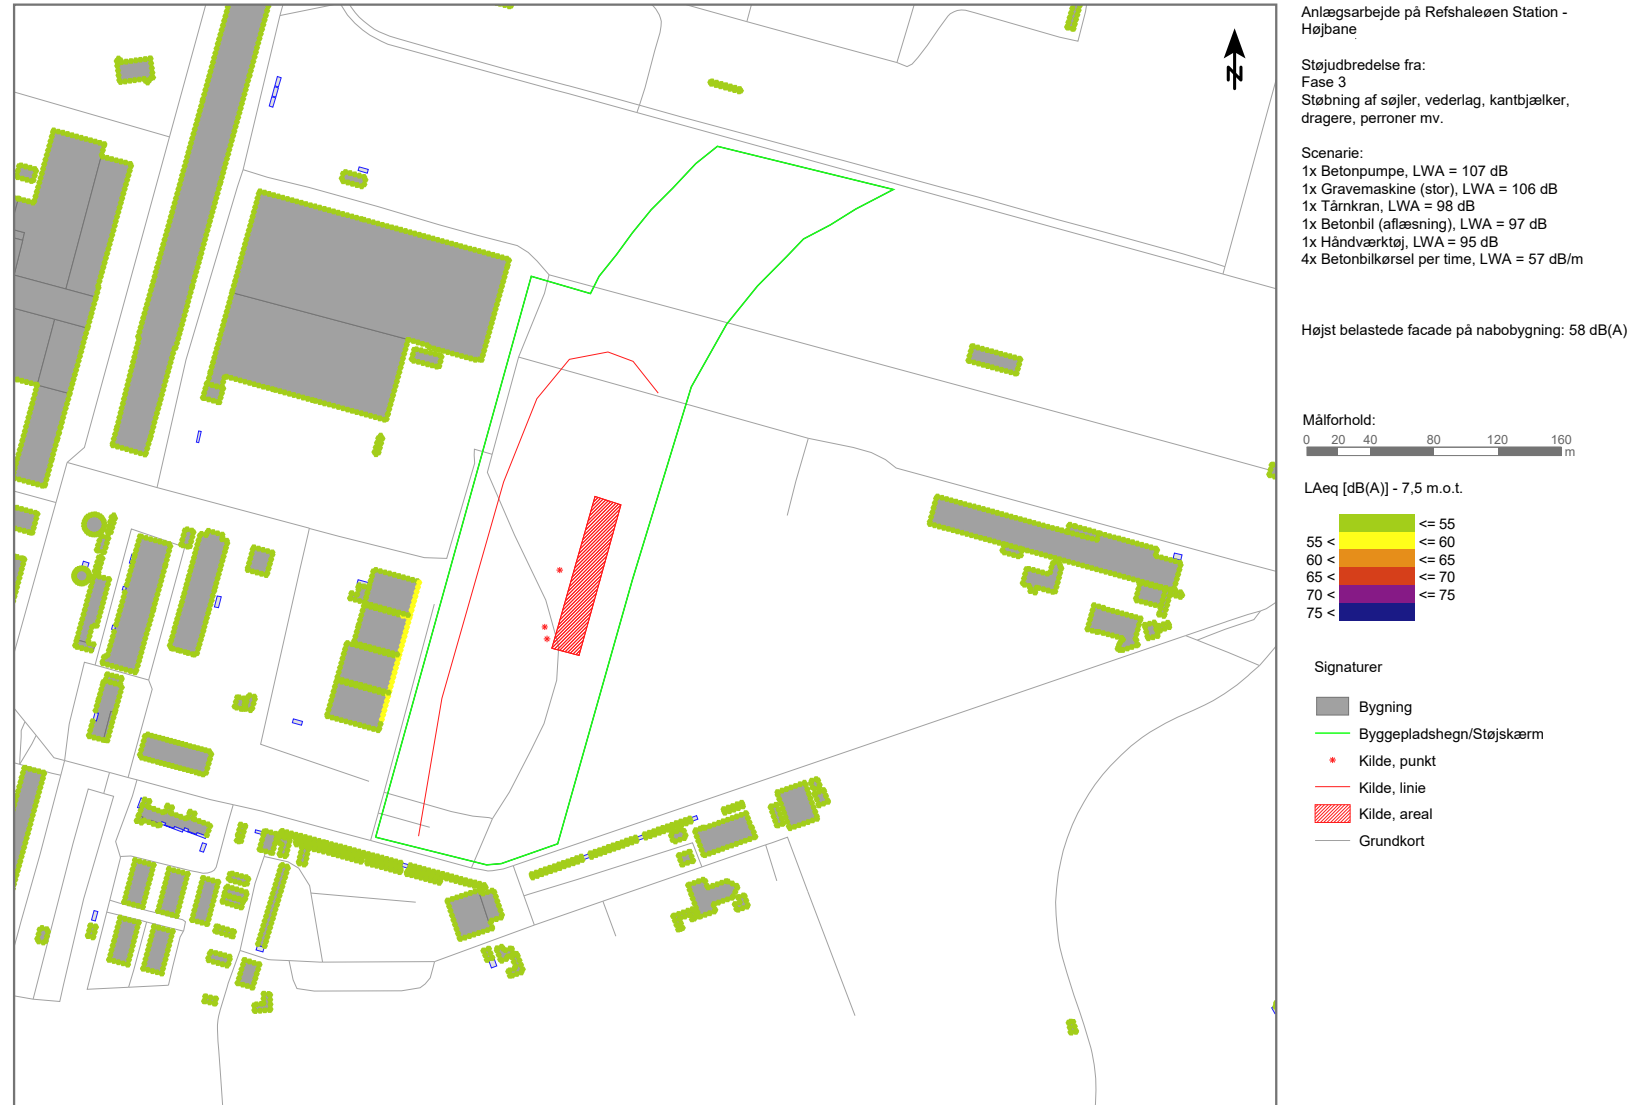 Anlægsarbejde på Refshaleøen Station -
Højbane
Støjudbredelse fra:
Fase 3
Støbning af søjler, vederlag, kantbjælker,
dragere, perroner mv.
Scenarie:
1x Betonpumpe, LWA = 107 dB
1x Gravemaskine (stor), LWA = 106 dB
1x Tårnkran, LWA = 98 dB
1x Betonbil (aflæsning), LWA = 97 dB
1x Håndværktøj, LWA = 95 dB
4x Betonbilkørsel per time, LWA = 57 dB/m
Højst belastede facade på nabobygning: 58 dB(A)
Målforhold:
0 20 40 80 120 160
m
LAeq [dB(A)] - 7,5 m.o.t.
<= 55
55 < <= 60
60 < <= 65
65 < <= 70
70 < <= 75
75 <
Signaturer
Bygning
Byggepladshegn/Støjskærm
Kilde, punkt
Kilde, linie
Kilde, areal
Grundkort
N